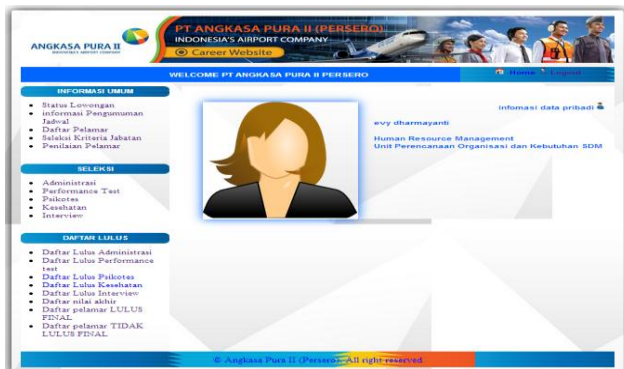 ANGKASA PURA II
INDONESIA'S AIRPORT COMPANY
PT ANGKASA PURA II (PERSERO)
INDONESIA'S AIRPORT COMPANY
Career Website
WELCOME PT ANGKASA PURA II PERSERO
Home Logout
INFORMASI UMUM
Status Lowongan
informasi Pengumuman
Jadwal
Daftar Pelamar
Seleksi Kriteria Jabatan
Penilaian Pelamar
SELEKSI
Administrasi
Performance Test
Psikotes
Kesehatan
Interview
DAFTAR LULUS
Daftar Lulus Administrasi
Daftar Lulus Performance
test
Daftar Lulus Psikotes
Daftar Lulus Kesehatan
Daftar Lulus Interview
Daftar nilai akhir
Daftar pelamar LULUS
FINAL
Daftar pelamar TIDAK
LULUS FINAL
infomasi data pribadi
evy dharmayanti
Human Resource Management
Unit Perencanaan Organisasi dan Kebutuhan SDM
© Angkasa Pura II (Persero). All right reserved